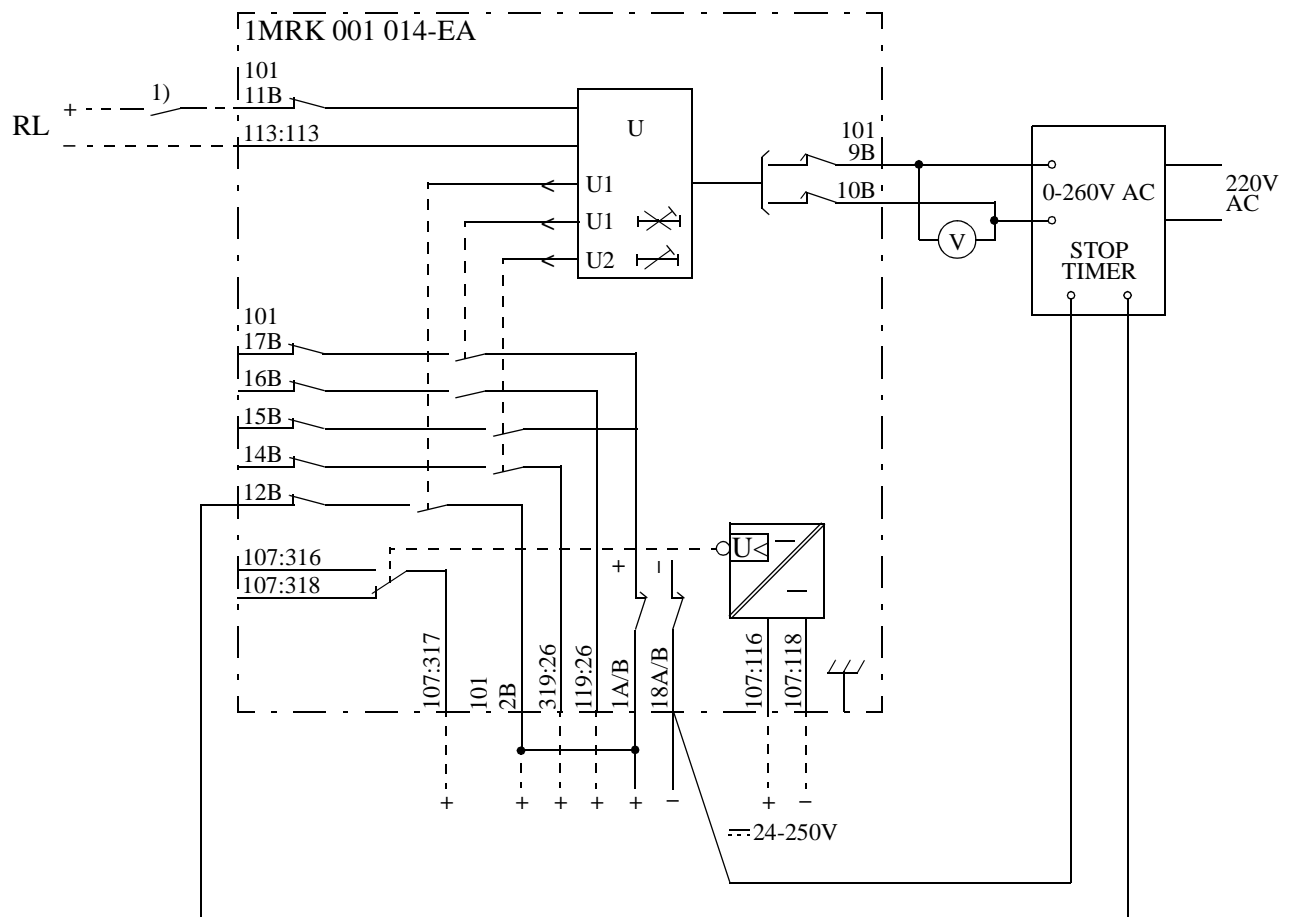 1MRK 001 014-EA
101
1)
11B
+
RL
113:113
−
U
U1
U1
U2
101
9B
10B
V
0-260V AC
STOP
TIMER
220V
AC
101
17B
16B
15B
14B
12B
107:316
107:318
U<
+ −
107:317
101
2B
319:26
119:26
1A/B
18A/B
107:116
107:118
+ + + + + − + −
24-250V